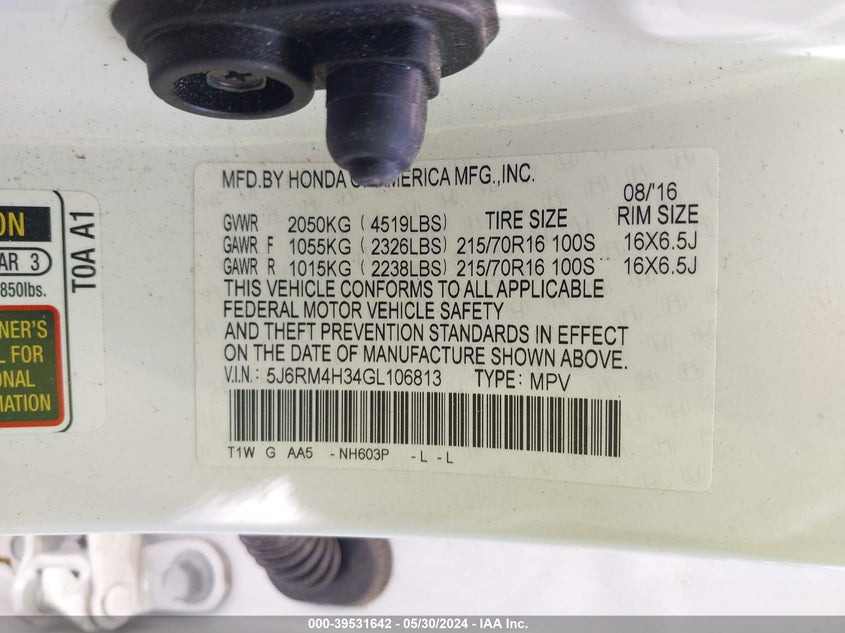 MFD.BY HONDA AMERICA MFG.,INC.
08/'16
GVWR 2050KG ( 4519LBS) TIRE SIZE RIM SIZE
GAWR F 1055KG ( 2326LBS) 215/70R16 100S 16X6.5J
GAWR R 1015KG ( 2238LBS) 215/70R16 100S 16X6.5J
THIS VEHICLE CONFORMS TO ALL APPLICABLE
FEDERAL MOTOR VEHICLE SAFETY
AND THEFT PREVENTION STANDARDS IN EFFECT
ON THE DATE OF MANUFACTURE SHOWN ABOVE.
V.I.N.: 5J6RM4H34GL106813 TYPE: MPV
T1W G AA5 - NH603P - L - L
ON
AR 3
850lbs.
NER'S
L FOR
ONAL
MATION
T0A A1
000-39531642 - 05/30/2024 - IAA Inc.